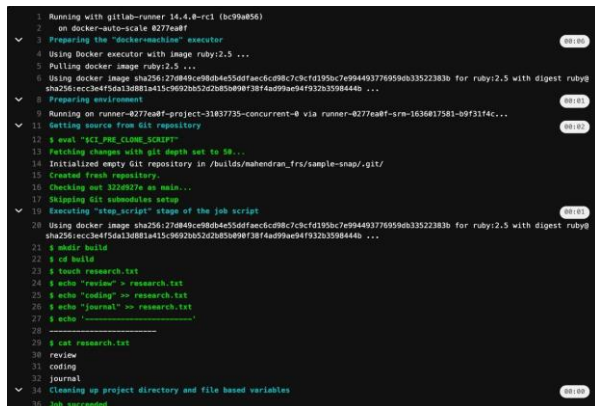 1 Running with gitlab-runner 14.4.0-rc1 (bc99a056)
2 on docker-auto-scale 0277ea0f
3 Preparing the "docker+machine" executor 00:06
4 Using Docker executor with image ruby:2.5 ...
5 Pulling docker image ruby:2.5 ...
6 Using docker image for ruby:2.5 with digest ruby@
8 Preparing environment 00:01
9 Running on runner-0277ea0f-project-31037735-concurrent-0 via runner-0277ea0f-srm-1636017581-b9f31f4c...
11 Getting source from Git repository 00:02
12 $ eval "$CI_PRE_CLONE_SCRIPT"
13 Fetching changes with git depth set to 50...
14 Initialized empty Git repository in /builds/mahendran_frs/sample-snap/.git/
15 Created fresh repository.
16 Checking out 322d927e as main...
17 Skipping Git submodules setup
19 Executing "step_script" stage of the job script 00:01
20 Using docker image for ruby:2.5 with digest ruby@
21 $ mkdir build
22 $ cd build
23 $ touch research.txt
24 $ echo "review" > research.txt
25 $ echo "coding" >> research.txt
26 $ echo "journal" >> research.txt
27 $ echo '------------------------'
28 ------------------------
29 $ cat research.txt
30 review
31 coding
32 journal
34 Cleaning up project directory and file based variables 00:00
36 Job succeeded